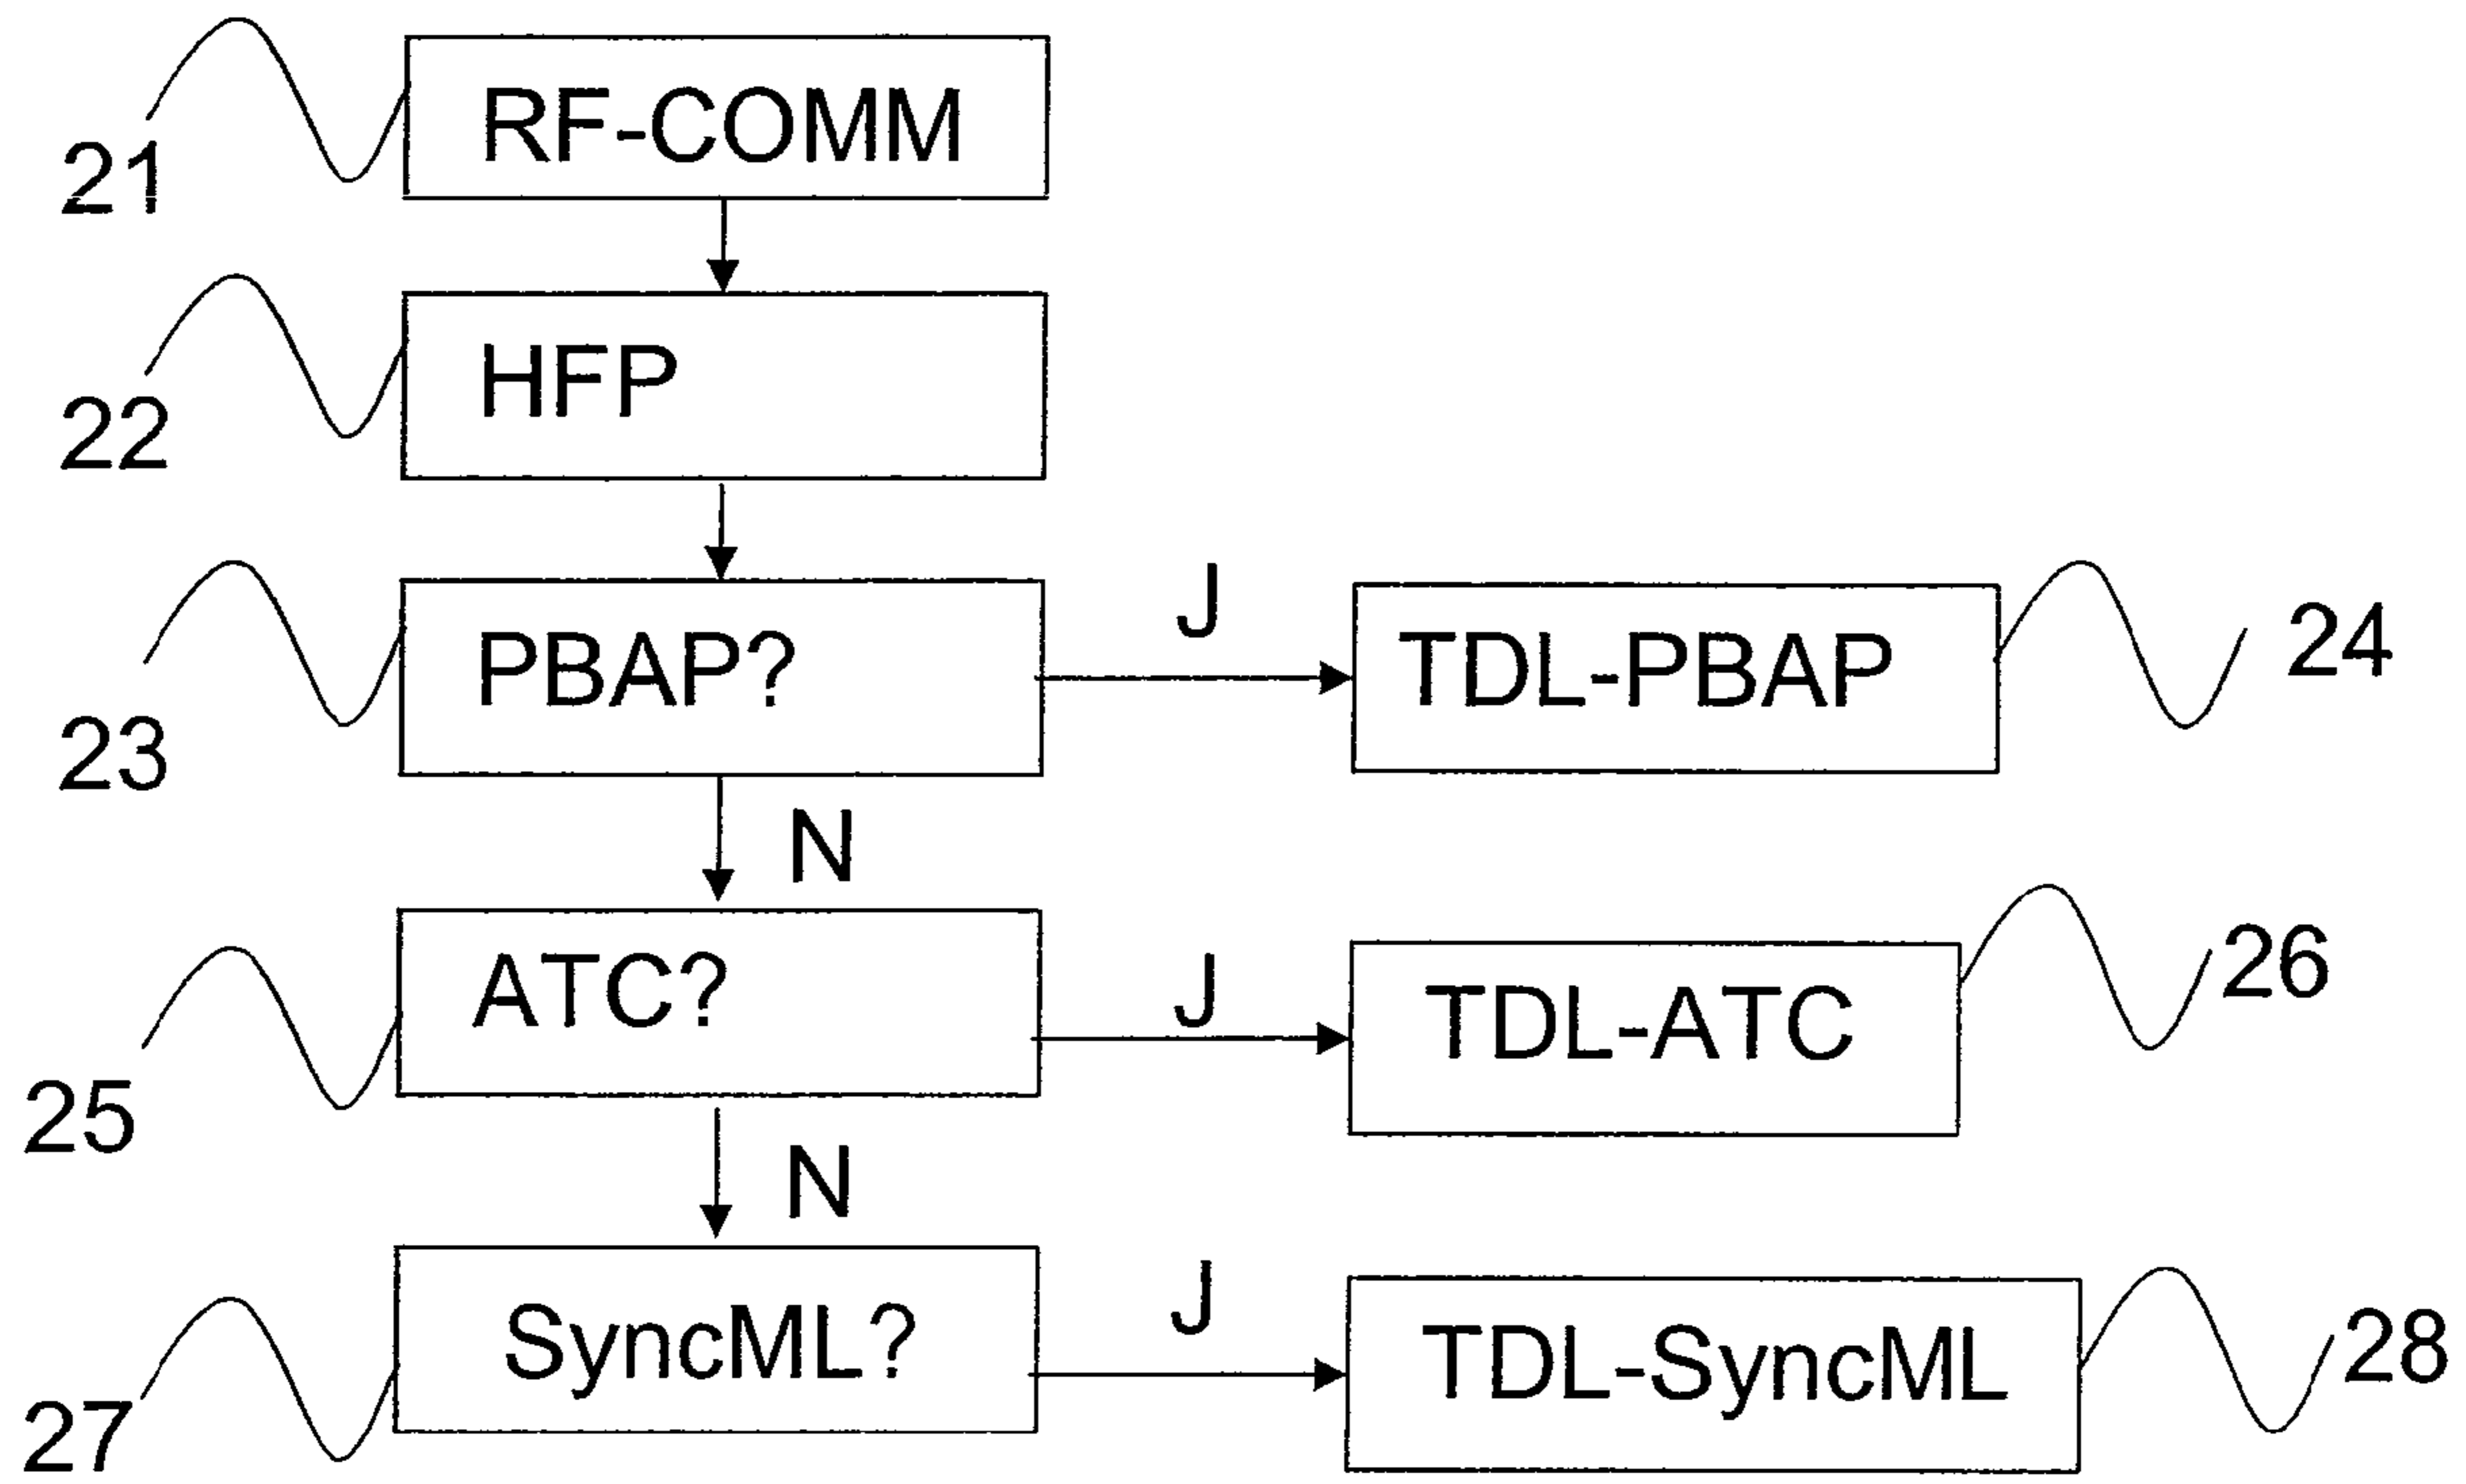 RF-COMM
21
HFP
22
PBAP?
J
TDL-PBAP
24
23
N
ATC?
J
TDL-ATC
26
25
N
SyncML?
J
TDL-SyncML
28
27